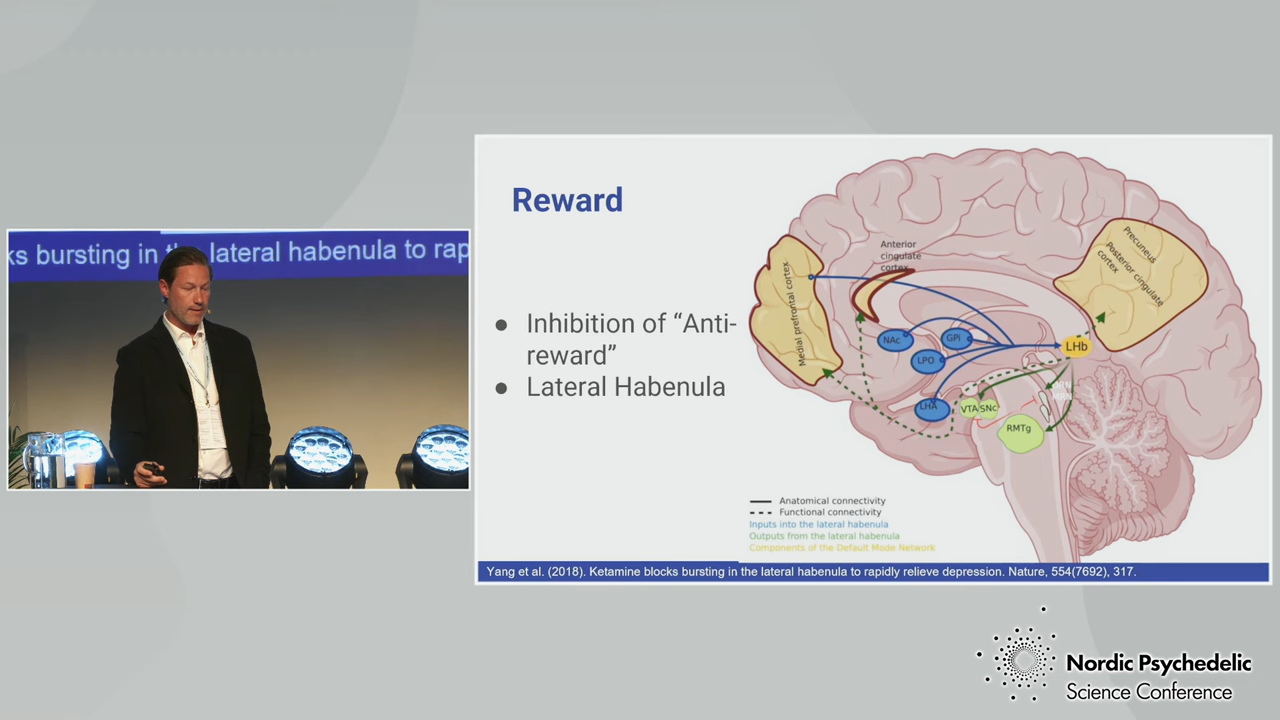 ks bursting in the lateral habenula to rap
Reward
● Inhibition of “Anti-
reward”
● Lateral Habenula
Anterior
cingulate
cortex
Medial prefrontal cortex
Precuneus
Posterior cingulate
cortex
NAc
GPi
LPO
LHb
LHA
VTA
SNc
RMTg
Anatomical connectivity
Functional connectivity
Inputs into the lateral habenula
Outputs from the lateral habenula
Components of the Default Mode Network
Yang et al. (2018). Ketamine blocks bursting in the lateral habenula to rapidly relieve depression. Nature, 554(7692), 317.
Nordic Psychedelic
Science Conference